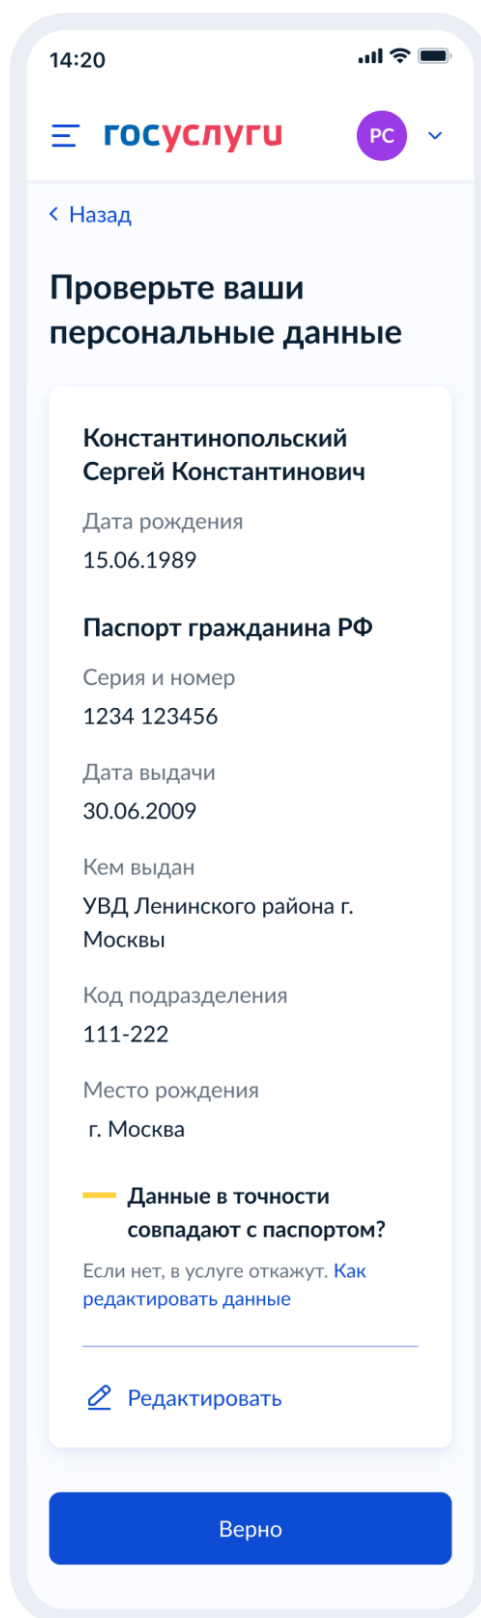 14:20
госуслуги
РС
Назад
Проверьте ваши
персональные данные
Константинопольский
Сергей Константинович
Дата рождения
15.06.1989
Паспорт гражданина РФ
Серия и номер
1234 123456
Дата выдачи
30.06.2009
Кем выдан
УВД Ленинского района г.
Москвы
Код подразделения
111-222
Место рождения
г. Москва
Данные в точности
совпадают с паспортом?
Если нет, в услуге откажут. Как
редактировать данные
Редактировать
Верно